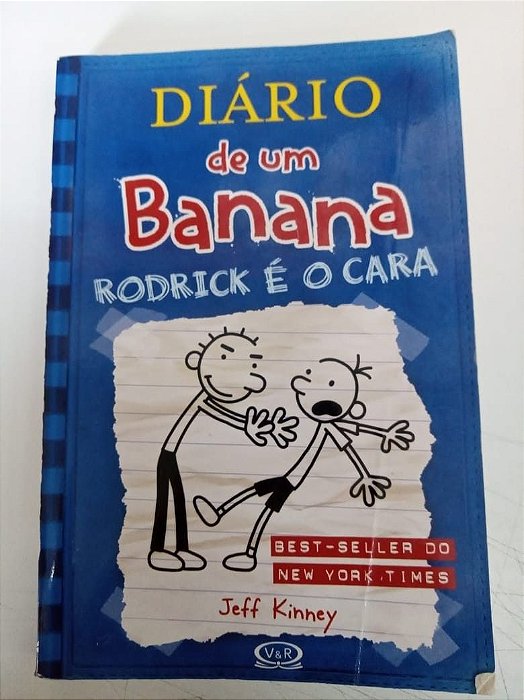 DIÁRIO
de um
Banana
RODRICK É O CARA
BEST-SELLER DO
NEW YORK TIMES
Jeff Kinney
V&R